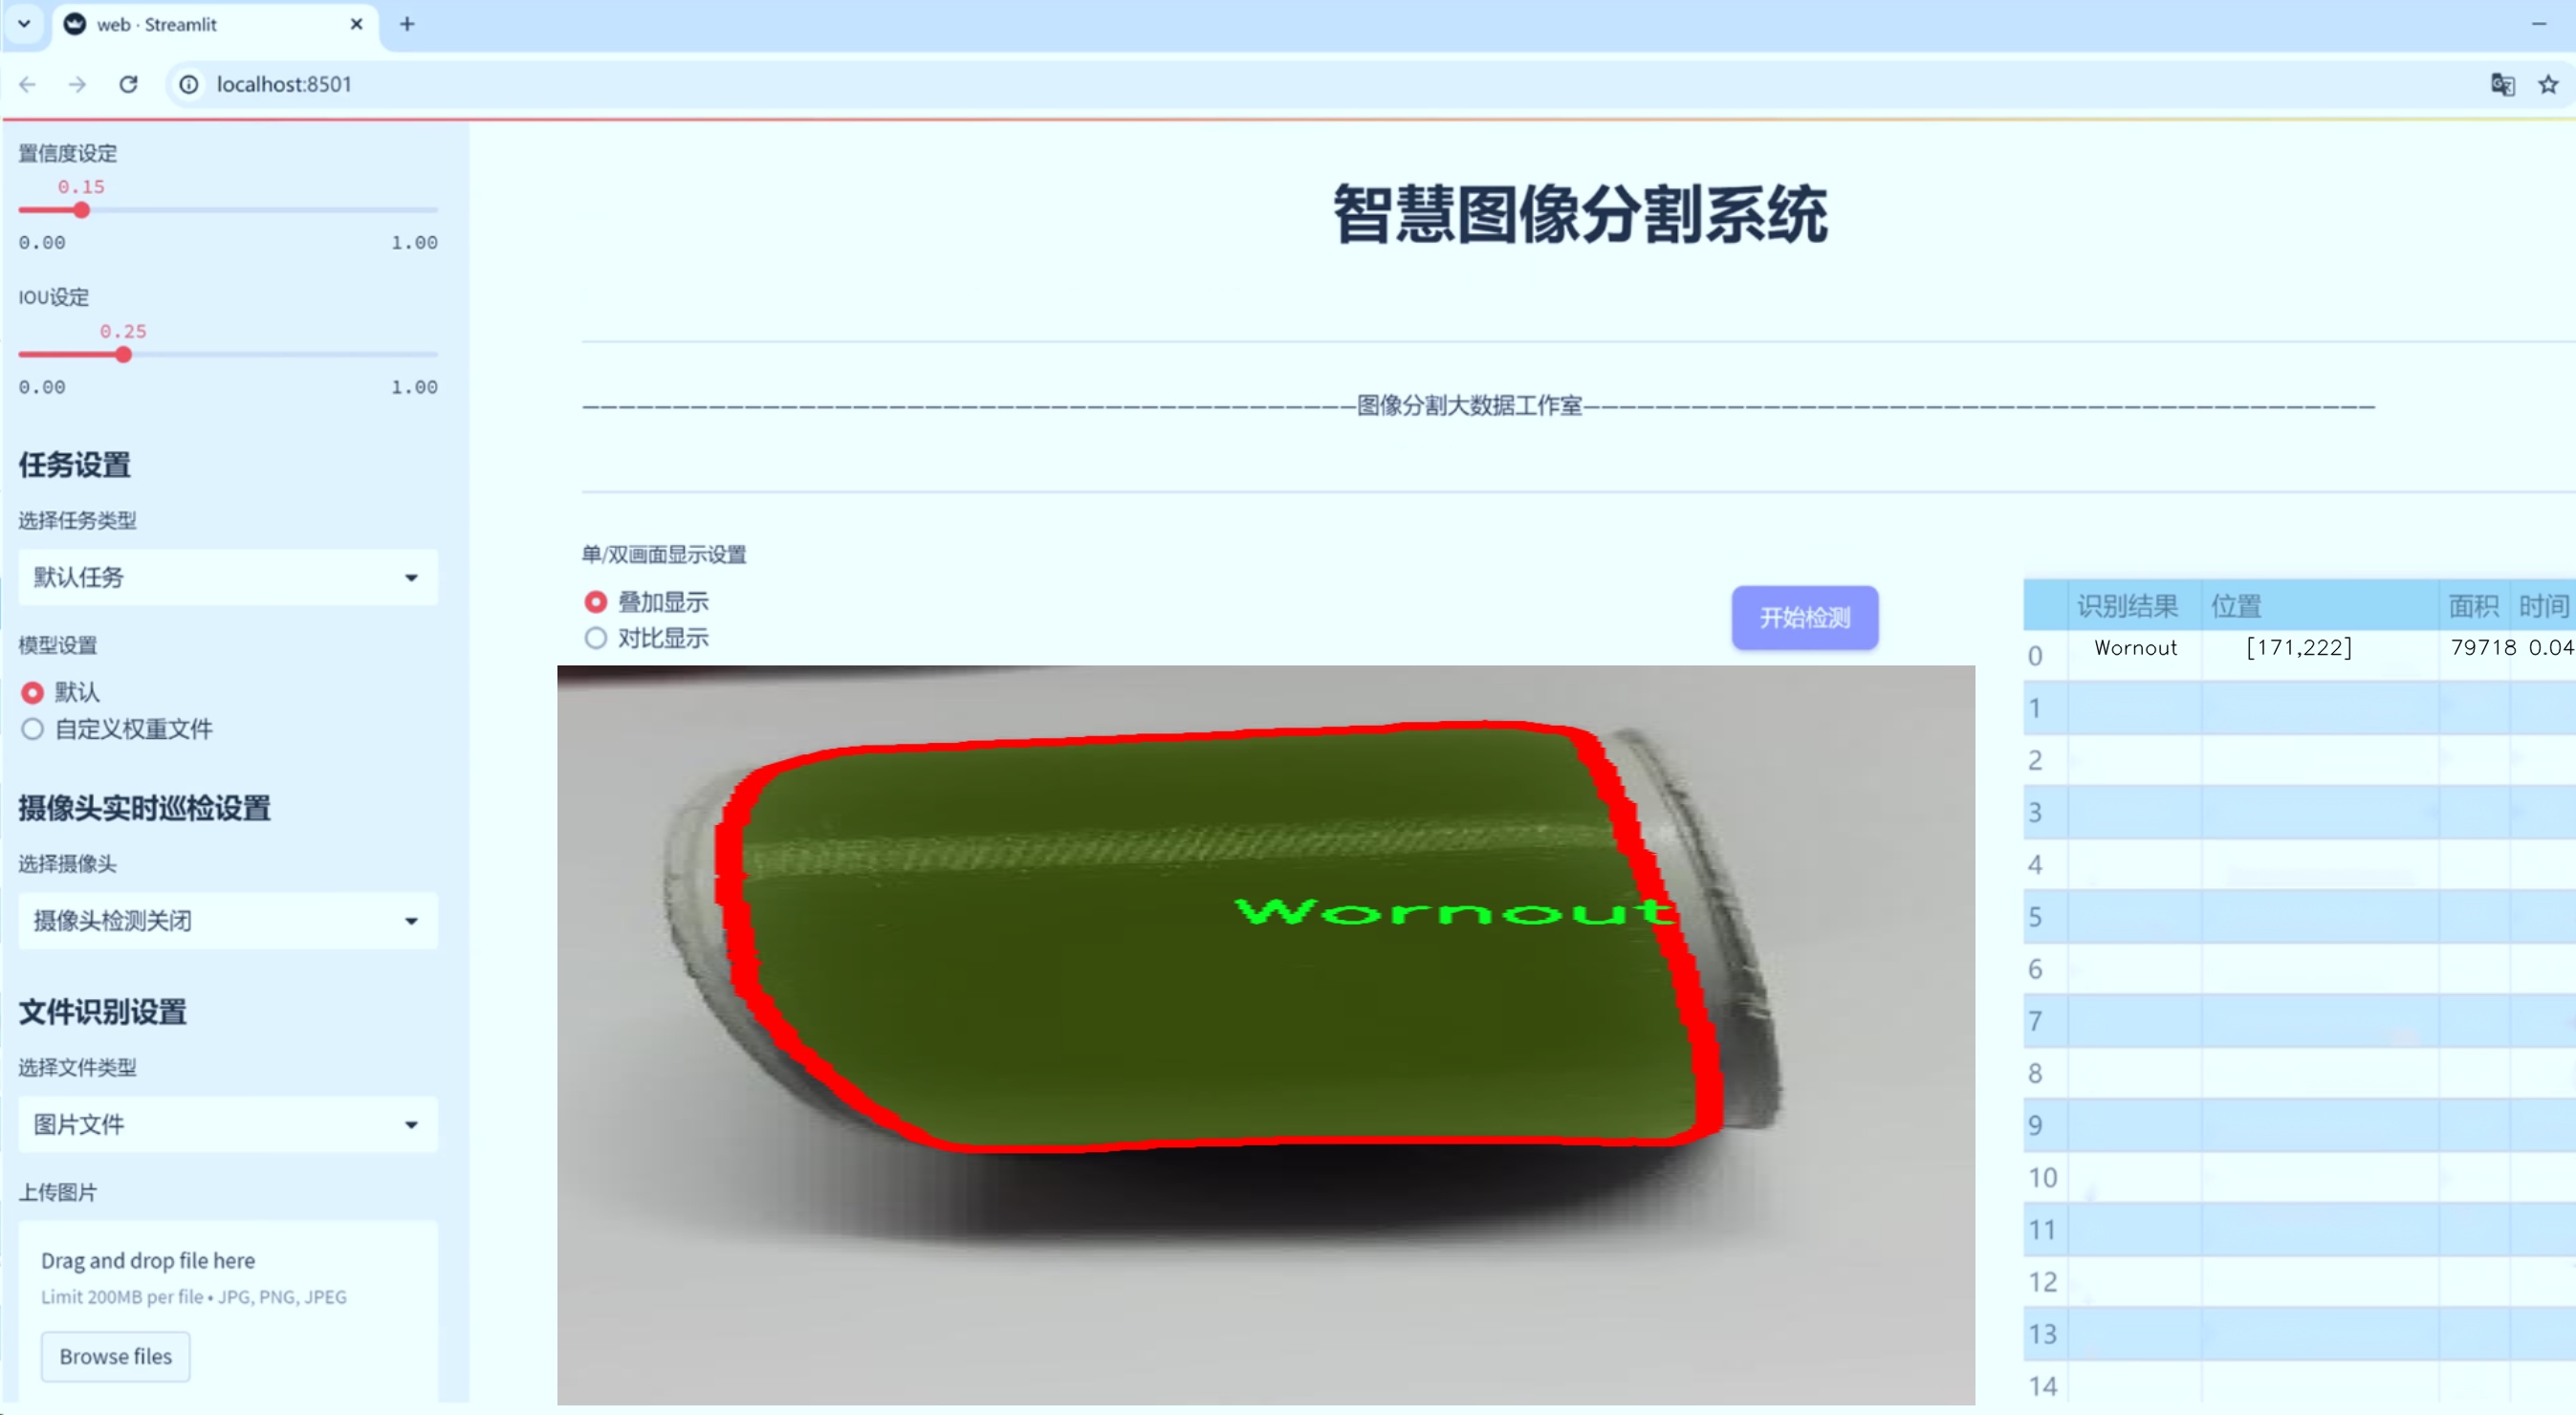 web · Streamlit
localhost:8501
置信度设定
0.15
0.00 1.00
IOU设定
0.25
0.00 1.00
任务设置
选择任务类型
默认任务
模型设置
默认
自定义权重文件
摄像头实时巡检设置
选择摄像头
摄像头检测关闭
文件识别设置
选择文件类型
图片文件
上传图片
Drag and drop file here
Limit 200MB per file • JPG, PNG, JPEG
Browse files
智慧图像分割系统
图像分割大数据工作室
单/双画面显示设置
叠加显示
对比显示
开始检测
Wornout
识别结果 位置 面积 时间
0 Wornout [171,222] 79718 0.04
1
2
3
4
5
6
7
8
9
10
11
12
13
14